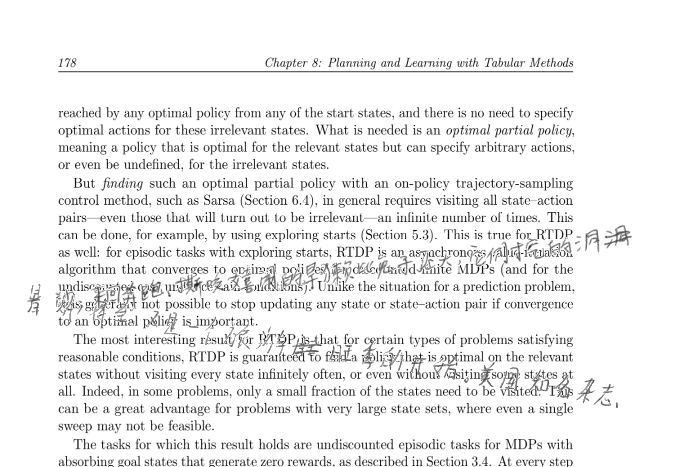 178
Chapter 8: Planning and Learning with Tabular Methods
reached by any optimal policy from any of the start states, and there is no need to specify
optimal actions for these irrelevant states. What is needed is an optimal partial policy,
meaning a policy that is optimal for the relevant states but can specify arbitrary actions,
or even be undefined, for the irrelevant states.
But finding such an optimal partial policy with an on-policy trajectory-sampling
control method, such as Sarsa (Section 6.4), in general requires visiting all state–action
pairs—even those that will turn out to be irrelevant—an infinite number of times. This
can be done, for example, by using exploring starts (Section 5.3). This is true for RTDP
as well: for episodic tasks with exploring starts, RTDP is an asynchronous value-iteration
algorithm that converges to optimal policies for discounted finite MDPs (and for the
conditions). Unlike the situation for a prediction problem,
not possible to stop updating any state or state–action pair if convergence
to an optimal policy is important.
The most interesting result for RTDP is that for certain types of problems satisfying
reasonable conditions, RTDP is guaranteed to find a policy that is optimal on the relevant
states without visiting every state infinitely often, or even without visiting some states at
all. Indeed, in some problems, only a small fraction of the states need to be visited. This
can be a great advantage for problems with very large state sets, where even a single
sweep may not be feasible.
The tasks for which this result holds are undiscounted episodic tasks for MDPs with
absorbing goal states that generate zero rewards, as described in Section 3.4. At every step
还是一个很
的
开始。美国
杂志.